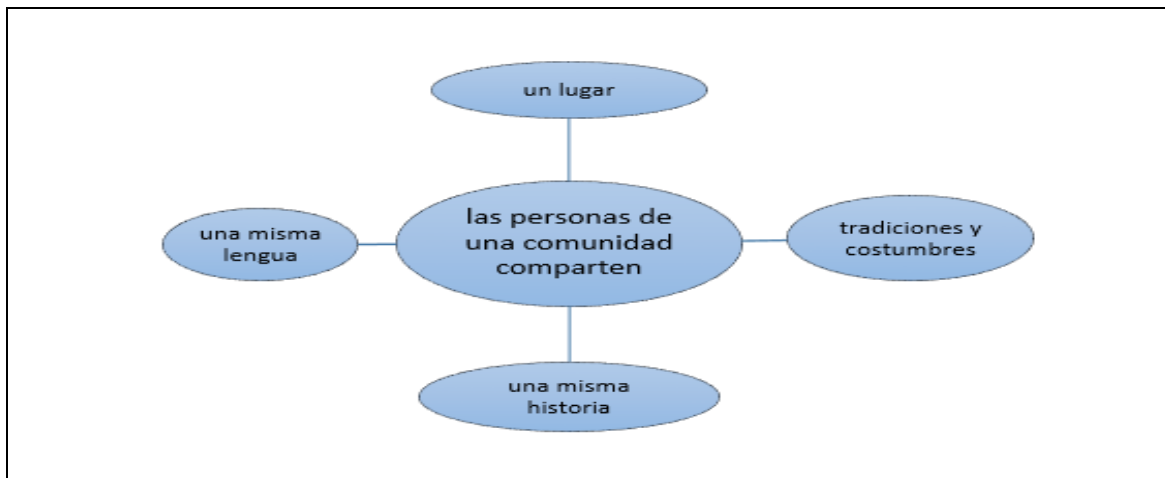 un lugar
las personas de
una comunidad
comparten
una misma
lengua
tradiciones y
costumbres
una misma
historia